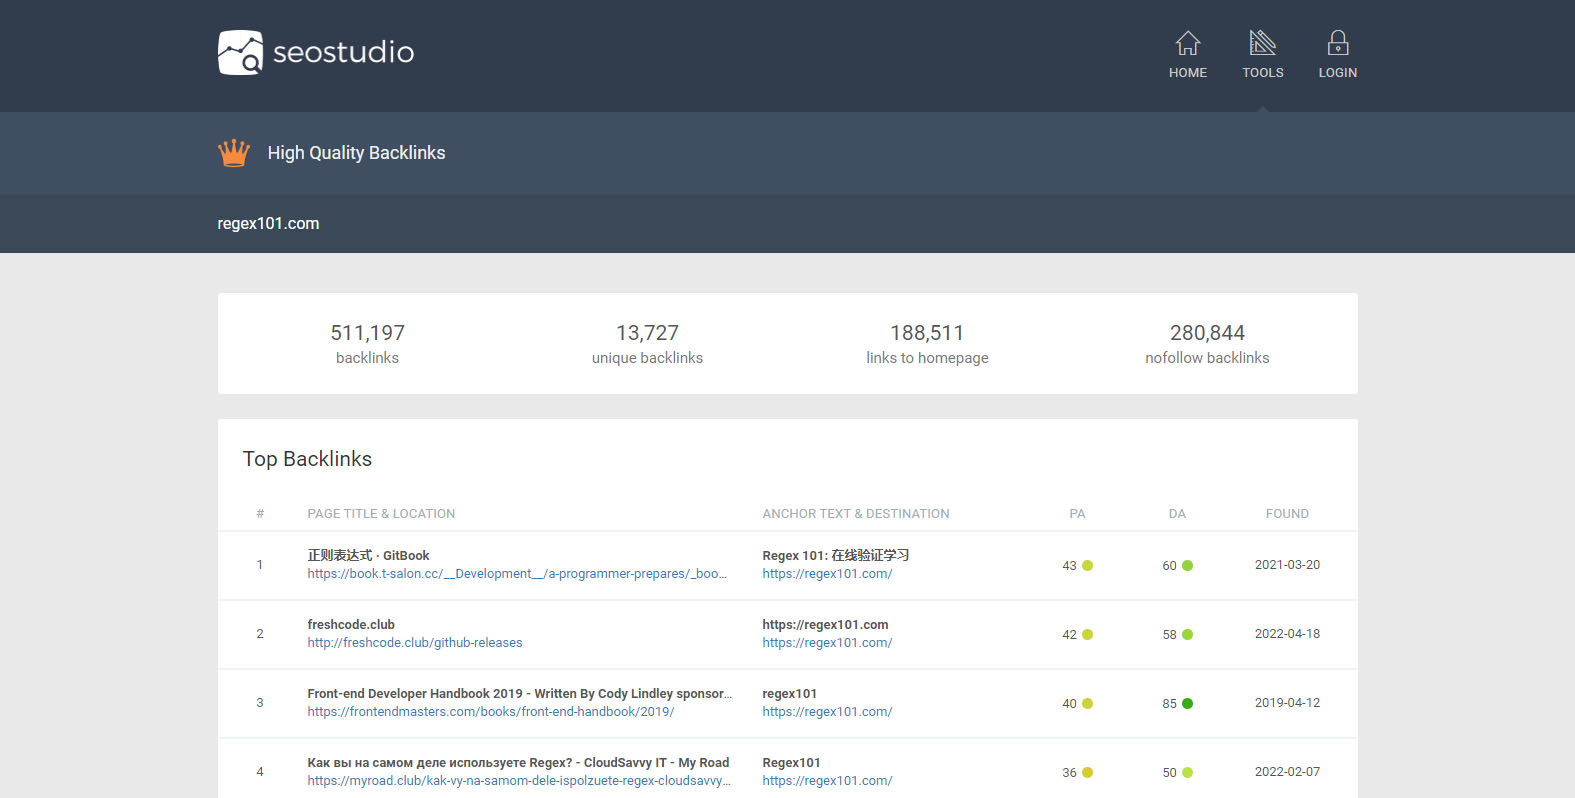 seostudio
HOME TOOLS LOGIN
High Quality Backlinks
regex101.com
511,197 13,727 188,511 280,844
backlinks unique backlinks links to homepage nofollow backlinks
Top Backlinks
# PAGE TITLE & LOCATION ANCHOR TEXT & DESTINATION PA DA FOUND
正则表达式 · GitBook Regex 101: 在线验证学习
1 43 60 2021-03-20
https://book.t-salon.cc/__Development__/a-programmer-prepares/_boo... https://regex101.com/
freshcode.club https://regex101.com
2 42 58 2022-04-18
http://freshcode.club/github-releases https://regex101.com/
Front-end Developer Handbook 2019 - Written By Cody Lindley sponsor... regex101
3 40 85 2019-04-12
https://frontendmasters.com/books/front-end-handbook/2019/ https://regex101.com/
Как вы на самом деле используете Regex? - CloudSavvy IT - My Road Regex101
4 36 50 2022-02-07
https://myroad.club/kak-vy-na-samom-dele-ispolzuete-regex-cloudsavvy... https://regex101.com/